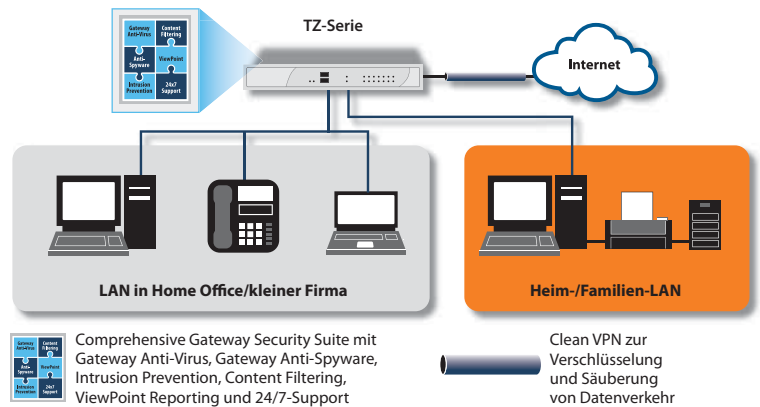 TZ-Serie
Gateway
Anti-Virus
Content
Filtering
Anti-
Spyware
ViewPoint
Intrusion
Prevention
24x7
Support
Internet
LAN in Home Office/kleiner Firma
Heim-/Familien-LAN
Gateway
Anti-Virus
Content
Filtering
Anti-
Spyware
ViewPoint
Intrusion
Prevention
24x7
Support
Comprehensive Gateway Security Suite mit
Gateway Anti-Virus, Gateway Anti-Spyware,
Intrusion Prevention, Content Filtering,
ViewPoint Reporting und 24/7-Support
Clean VPN zur
Verschlüsselung
und Säuberung
von Datenverkehr